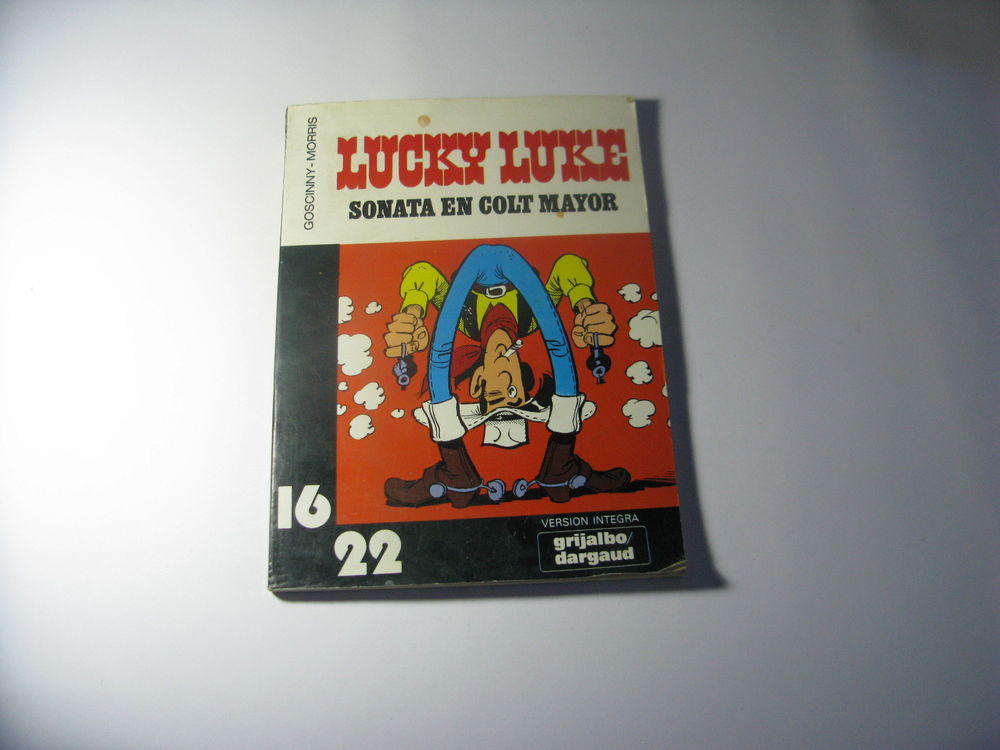 GOSCINNY-MORRIS
LUCKY LUKE
SONATA EN COLT MAYOR
16
22
VERSION INTEGRA
grijalbo/
dargaud